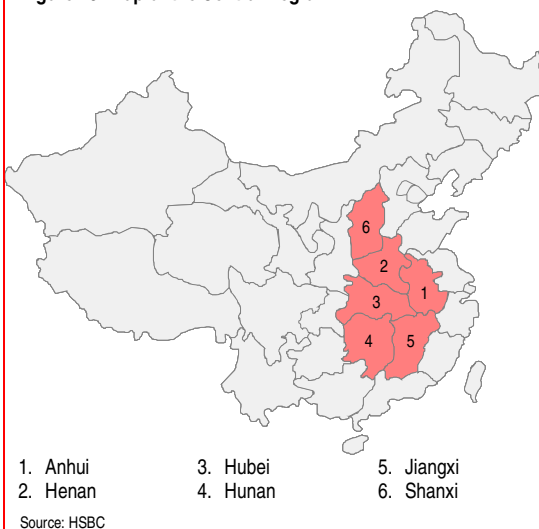 6
2
1
3
4
5
1. Anhui 3. Hubei 5. Jiangxi
2. Henan 4. Hunan 6. Shanxi
Source: HSBC